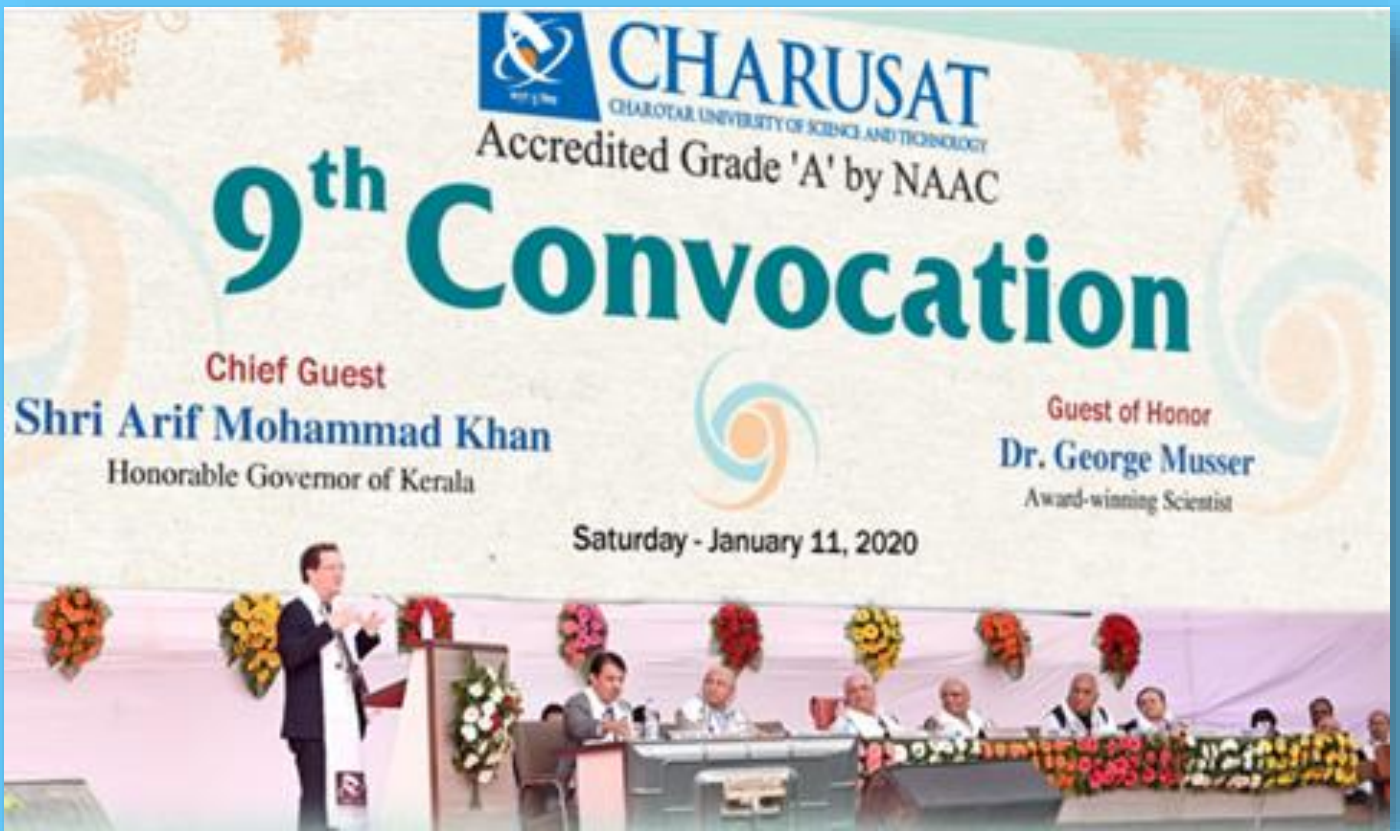 CHARUSAT
CHAROTAR UNIVERSITY OF SCIENCE AND TECHNOLOGY
Accredited Grade 'A' by NAAC
9th Convocation
Chief Guest
Shri Arif Mohammad Khan
Honorable Governor of Kerala
Guest of Honor
Dr. George Musser
Award-winning Scientist
Saturday - January 11, 2020